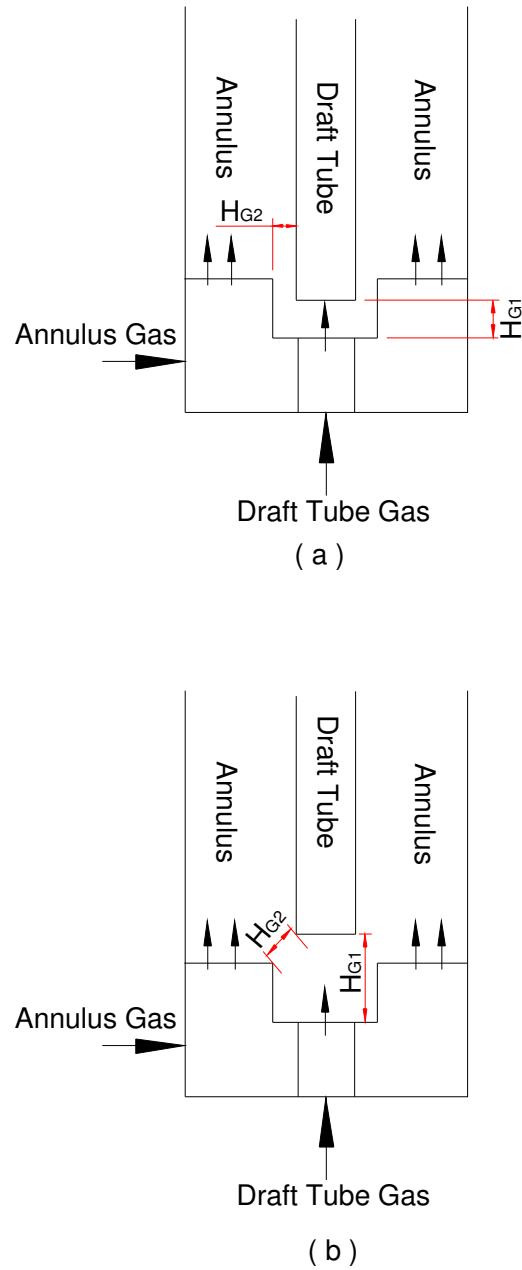 Annulus
Draft Tube
Annulus
HG2
HG1
Annulus Gas
Draft Tube Gas
( a )
Annulus
Draft Tube
Annulus
HG2
HG1
Annulus Gas
Draft Tube Gas
( b )